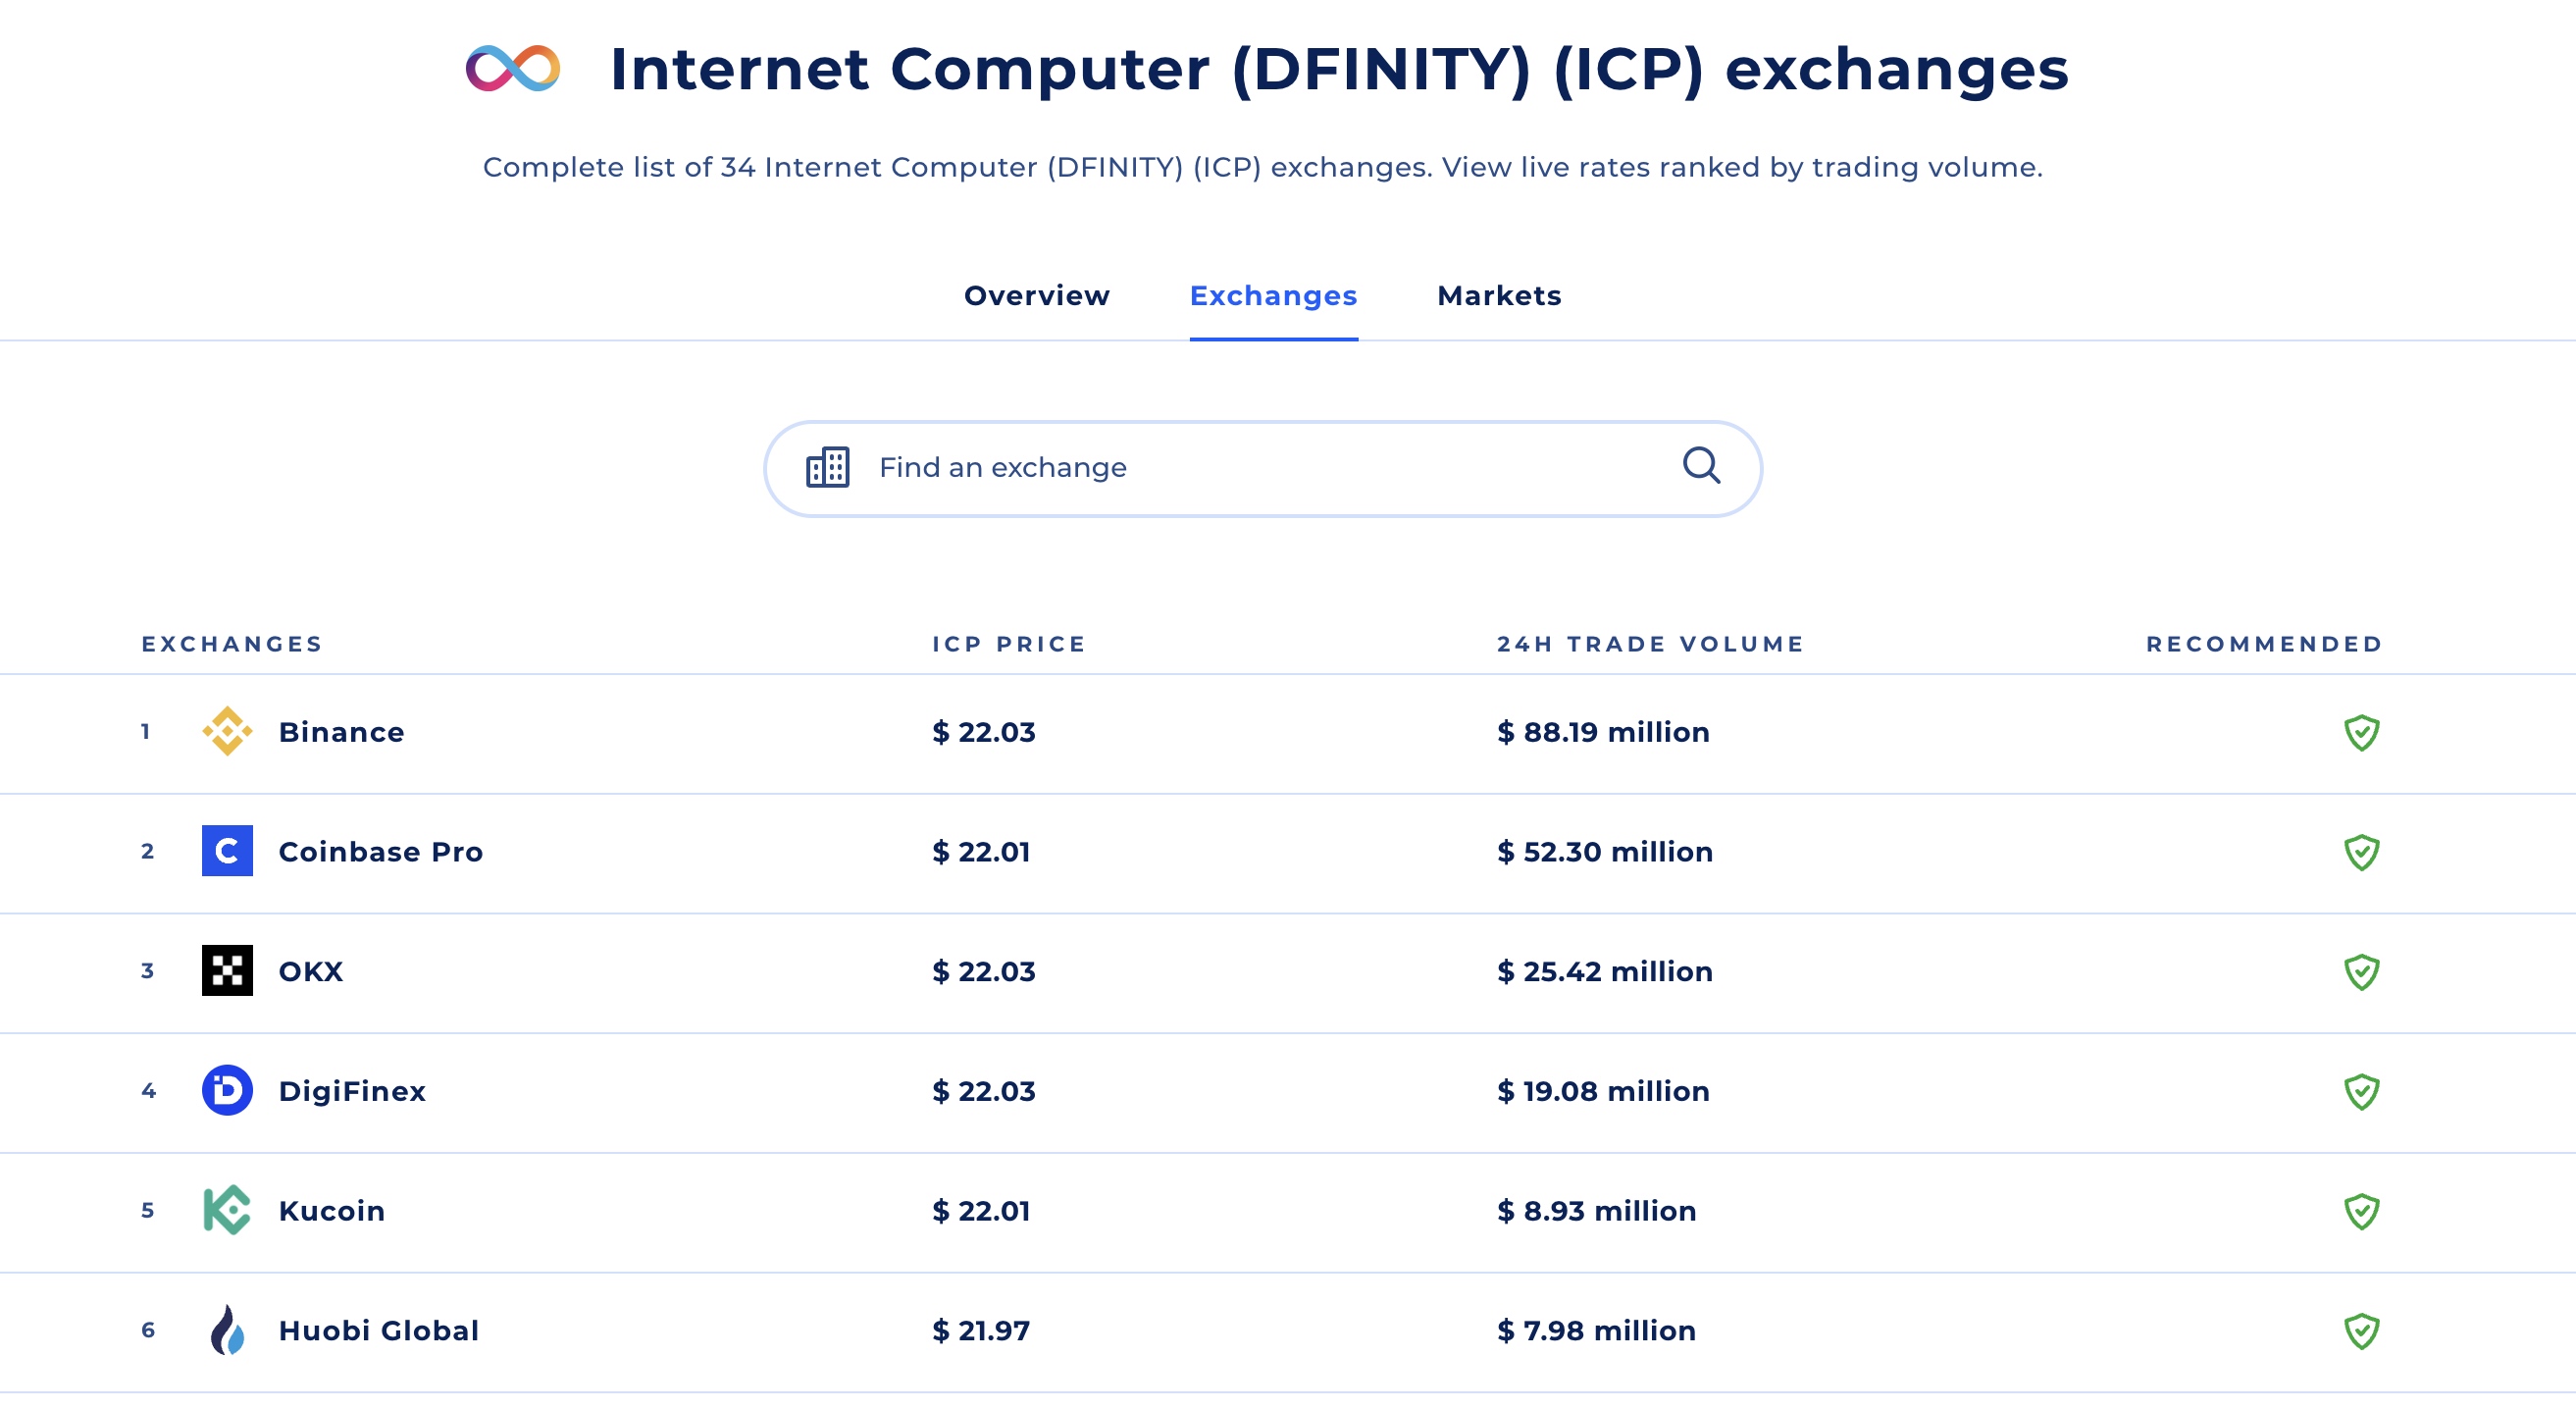 Internet Computer (DFINITY) (ICP) exchanges
Complete list of 34 Internet Computer (DFINITY) (ICP) exchanges. View live rates ranked by trading volume.
Overview Exchanges Markets
Find an exchange
EXCHANGES ICP PRICE 24H TRADE VOLUME RECOMMENDED
1 Binance $ 22.03 $ 88.19 million
2 Coinbase Pro $ 22.01 $ 52.30 million
3 OKX $ 22.03 $ 25.42 million
4 DigiFinex $ 22.03 $ 19.08 million
5 Kucoin $ 22.01 $ 8.93 million
6 Huobi Global $ 21.97 $ 7.98 million